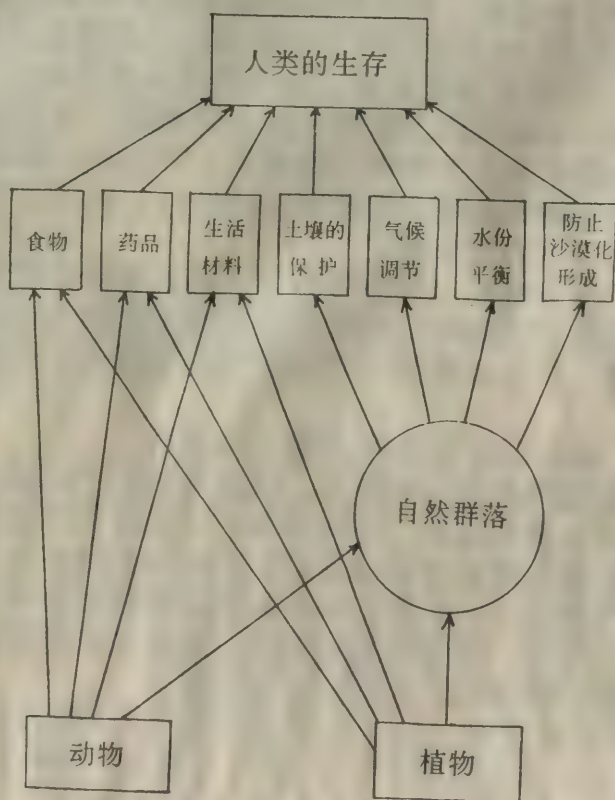 人类的生存
食物
药品
生活
材料
土壤的
保护
气候
调节
水份
平衡
防止
沙漠化
形成
自然群落
动物
植物